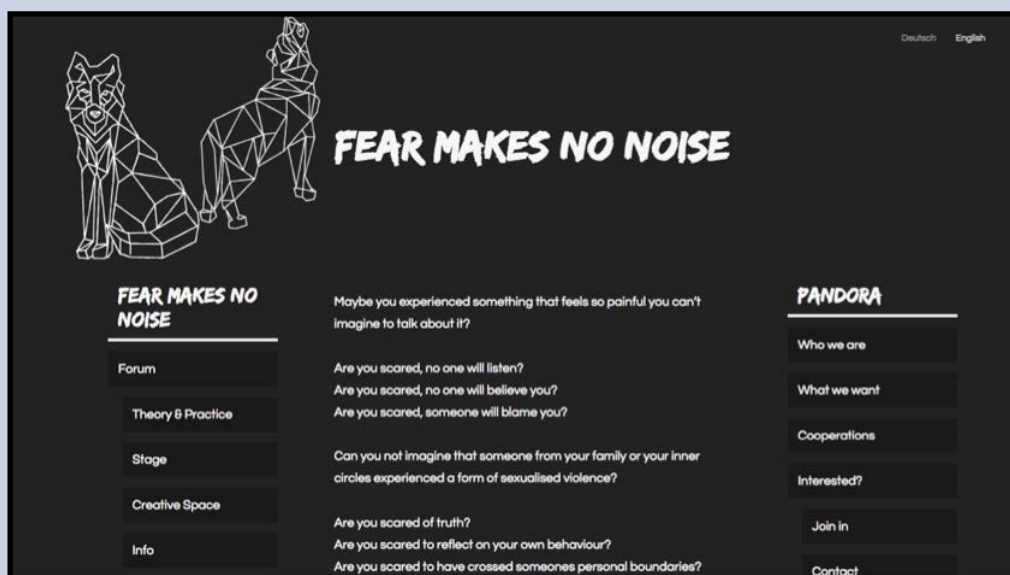 Deutsch English
FEAR MAKES NO NOISE
FEAR MAKES NO
NOISE
Forum
Theory & Practice
Stage
Creative Space
Info
Maybe you experienced something that feels so painful you can't
imagine to talk about it?
Are you scared, no one will listen?
Are you scared, no one will believe you?
Are you scared, someone will blame you?
Can you not imagine that someone from your family or your inner
circles experienced a form of sexualised violence?
Are you scared of truth?
Are you scared to reflect on your own behaviour?
Are you scared to have crossed someones personal boundaries?
PANDORA
Who we are
What we want
Cooperations
Interested?
Join in
Contact